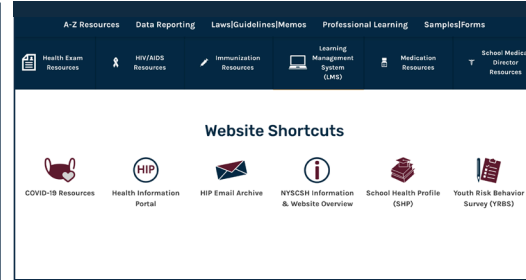 A-Z Resources Data Reporting Laws|Guidelines|Memos Professional Learning Samples|Forms
Health Exam
Resources
HIV/AIDS
Resources
Immunization
Resources
Learning
Management
System
(LMS)
Medication
Resources
School Medica
Director
Resources
Website Shortcuts
HIP
COVID-19 Resources
Health Information
Portal
HIP Email Archive
NYSCSH Information
& Website Overview
School Health Profile
(SHP)
Youth Risk Behavior
Survey (YRBS)